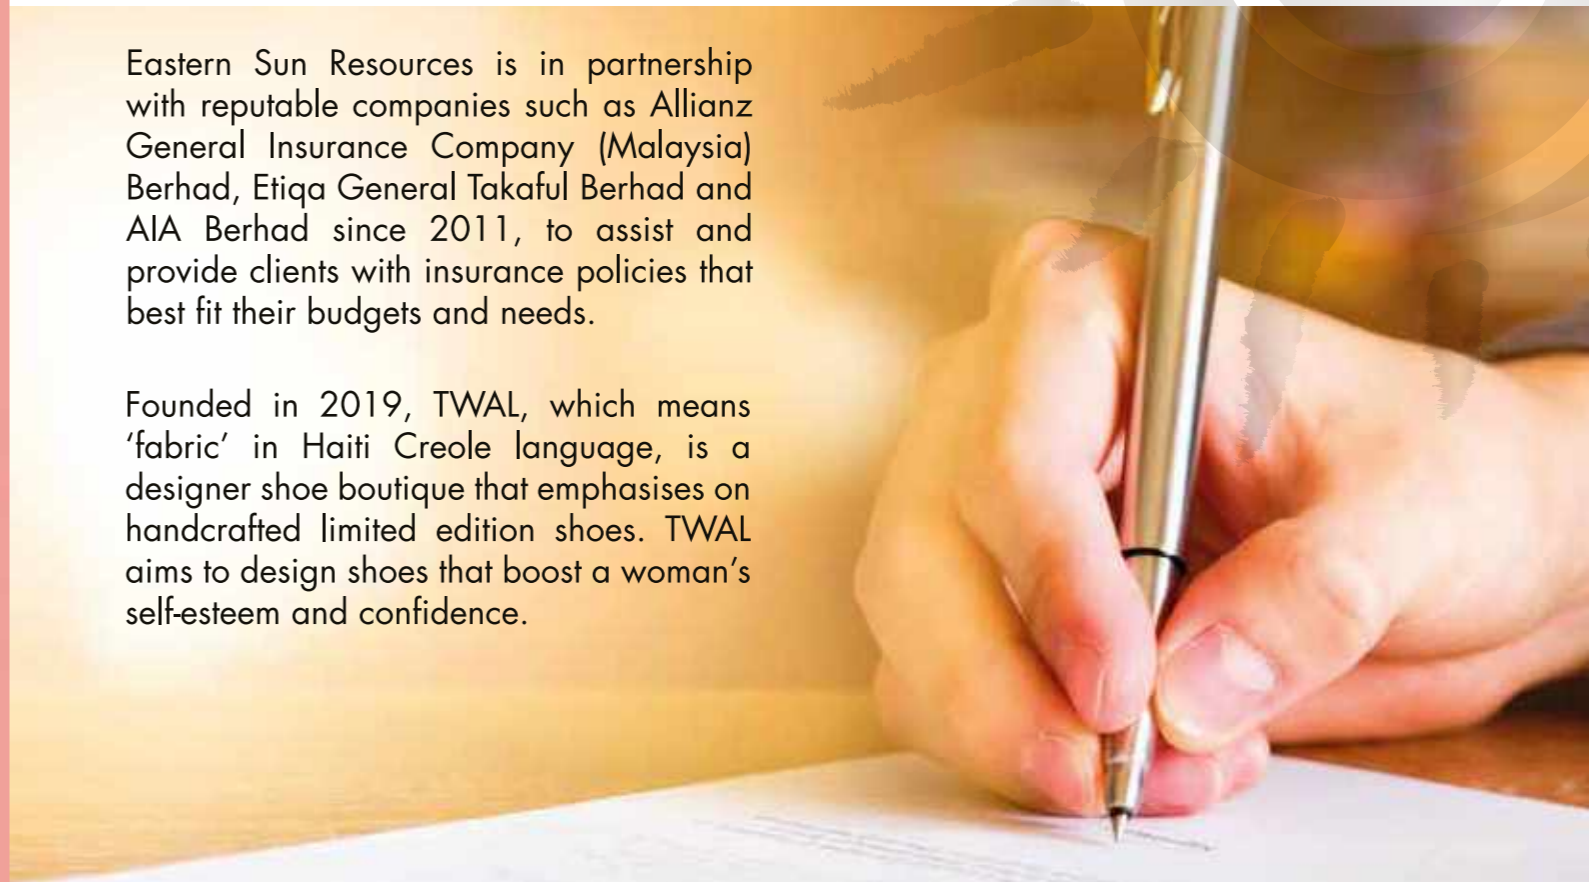 Eastern Sun Resources is in partnership
with reputable companies such as Allianz
General Insurance Company (Malaysia)
Berhad, Etiqa General Takaful Berhad and
AIA Berhad since 2011, to assist and
provide clients with insurance policies that
best fit their budgets and needs.
Founded in 2019, TWAL, which means
‘fabric’ in Haiti Creole language, is a
designer shoe boutique that emphasises on
handcrafted limited edition shoes. TWAL
aims to design shoes that boost a woman’s
self-esteem and confidence.